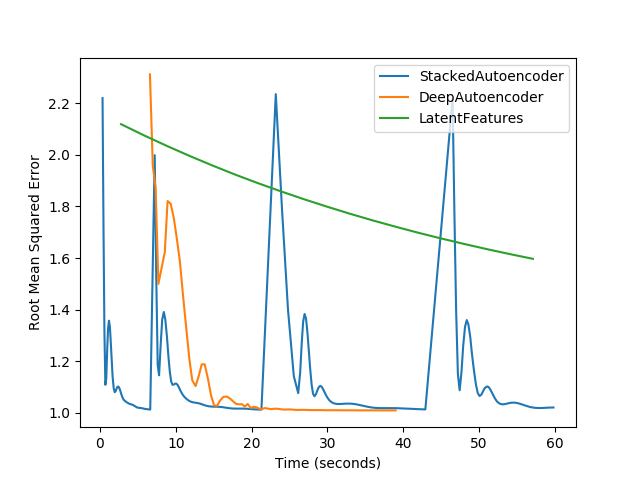 StackedAutoencoder
DeepAutoencoder
LatentFeatures
Root Mean Squared Error
2.2
2.0
1.8
1.6
1.4
1.2
1.0
0 10 20 30 40 50 60
Time (seconds)